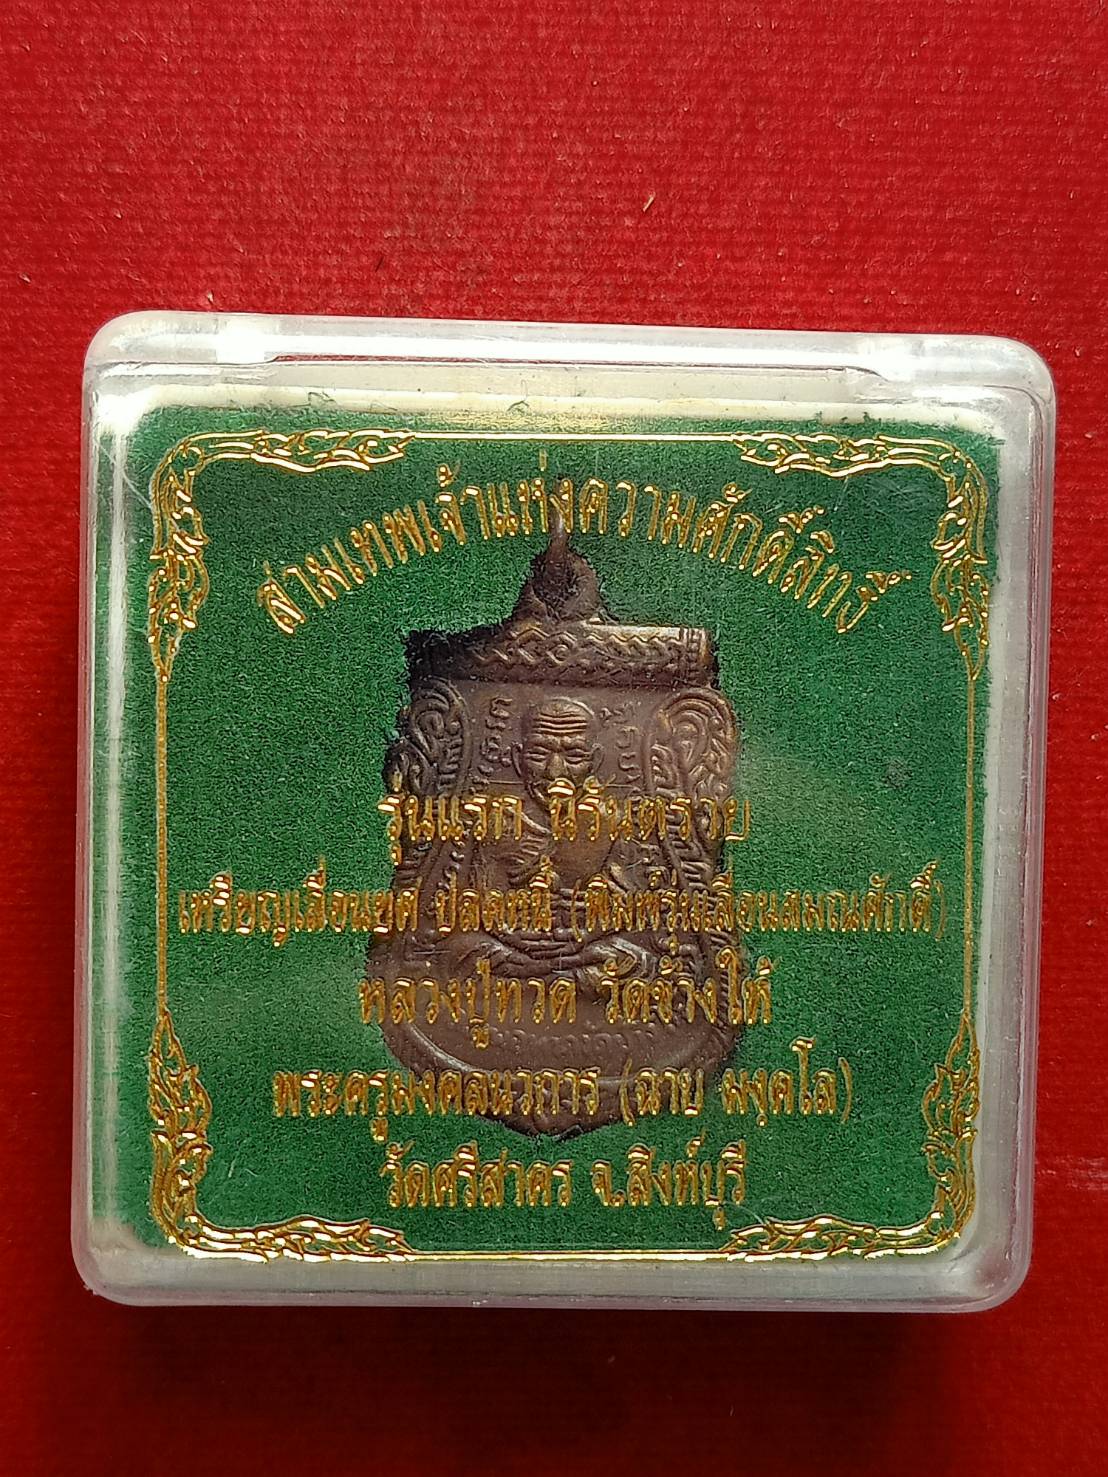 สามเทพเจ้าแห่งความศักดิ์สิทธิ์
รุ่นแรก นิรันตราย
เหรียญเลื่อนยศ ปลดหนี้ (พิมพ์รุ่นเลื่อนสมณศักดิ์)
หลวงปู่ทวด วัดช้างให้
พระครูมงคลนวการ (ฉาบ มงฺคโล)
วัดศรีสาคร จ.สิงห์บุรี